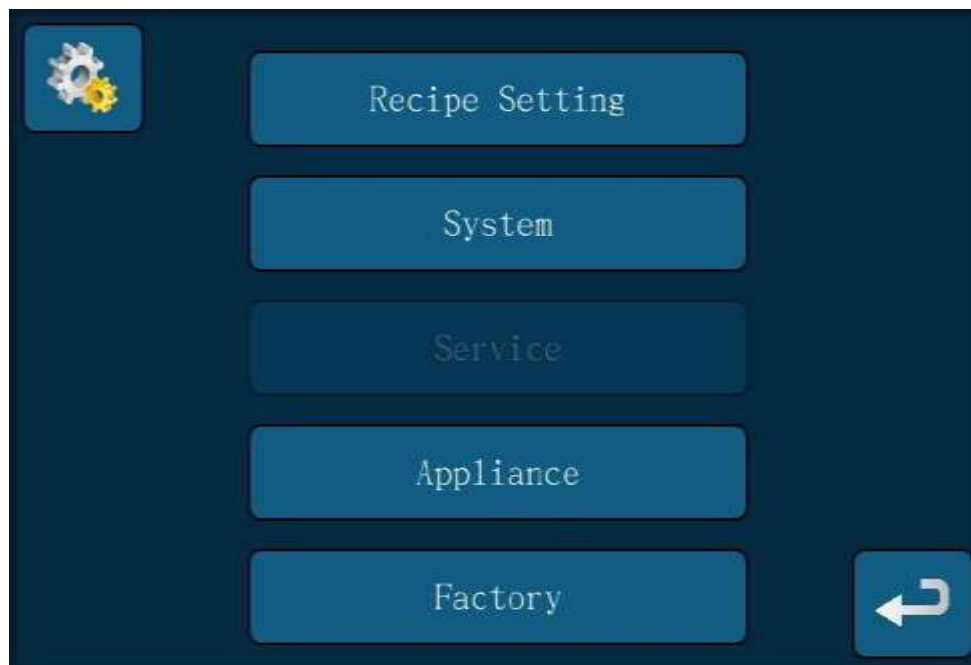 Recipe Setting
System
Service
Appliance
Factory